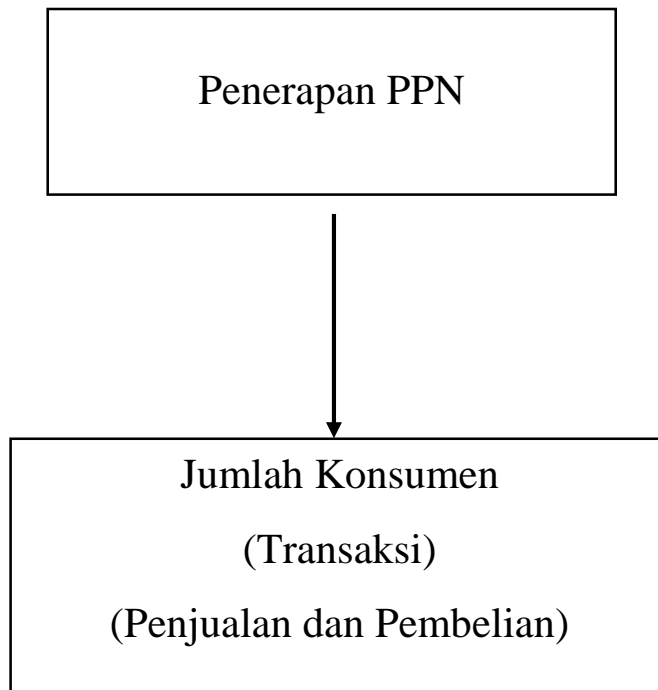 Penerapan PPN
Jumlah Konsumen
(Transaksi)
(Penjualan dan Pembelian)